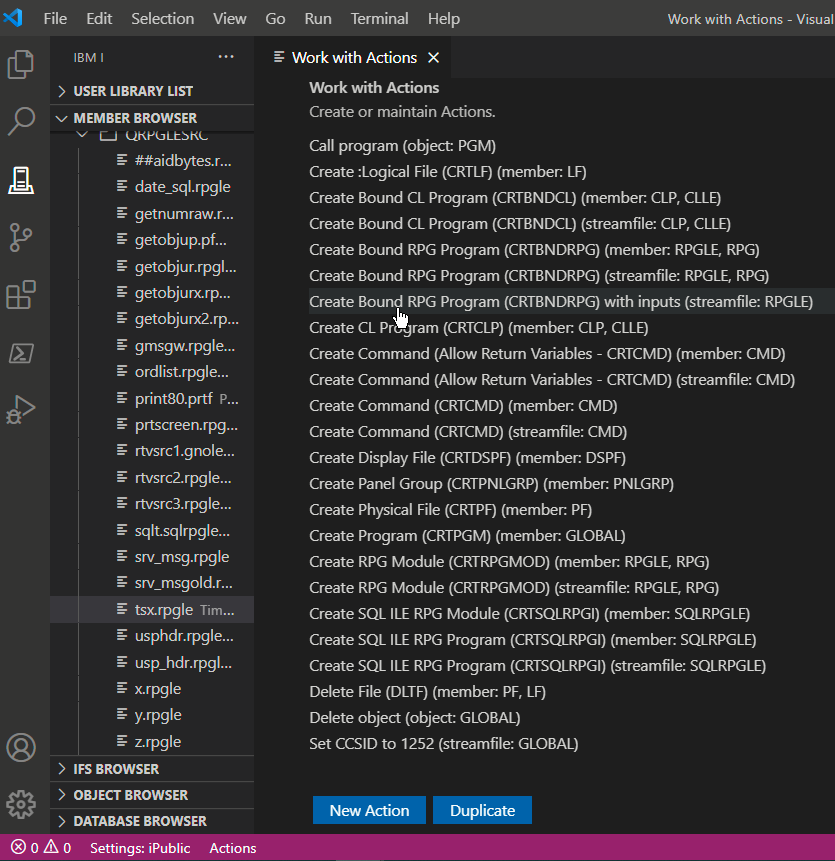 File Edit Selection View Go Run Terminal Help Work with Actions - Visual
IBM I ···
USER LIBRARY LIST
MEMBER BROWSER
QRPGLESRC
##aidbytes.r...
date_sql.rpgle
getnumraw.r...
getobjup.pf...
getobjur.rpgl...
getobjurx.rp...
getobjurx2.rp...
gmsgw.rpgle...
ordlist.rpgle...
print80.prtf P...
prtscreen.rpg...
rtvsrc1.gnole...
rtvsrc2.rpgle...
rtvsrc3.rpgle...
sqlt.sqlrpgle...
srv_msg.rpgle
srv_msgold.r...
tsx.rpgle Tim...
usphdr.rpgle...
usp_hdr.rpgl...
x.rpgle
y.rpgle
z.rpgle
IFS BROWSER
OBJECT BROWSER
DATABASE BROWSER
Work with Actions
Work with Actions
Create or maintain Actions.
Call program (object: PGM)
Create :Logical File (CRTLF) (member: LF)
Create Bound CL Program (CRTBNDCL) (member: CLP, CLLE)
Create Bound CL Program (CRTBNDCL) (streamfile: CLP, CLLE)
Create Bound RPG Program (CRTBNDRPG) (member: RPGLE, RPG)
Create Bound RPG Program (CRTBNDRPG) (streamfile: RPGLE, RPG)
Create Bound RPG Program (CRTBNDRPG) with inputs (streamfile: RPGLE)
Create CL Program (CRTCLP) (member: CLP, CLLE)
Create Command (Allow Return Variables - CRTCMD) (member: CMD)
Create Command (Allow Return Variables - CRTCMD) (streamfile: CMD)
Create Command (CRTCMD) (member: CMD)
Create Command (CRTCMD) (streamfile: CMD)
Create Display File (CRTDSPF) (member: DSPF)
Create Panel Group (CRTPNLGRP) (member: PNLGRP)
Create Physical File (CRTPF) (member: PF)
Create Program (CRTPGM) (member: GLOBAL)
Create RPG Module (CRTRPGMOD) (member: RPGLE, RPG)
Create RPG Module (CRTRPGMOD) (streamfile: RPGLE, RPG)
Create SQL ILE RPG Module (CRTSQLRPGI) (member: SQLRPGLE)
Create SQL ILE RPG Program (CRTSQLRPGI) (member: SQLRPGLE)
Create SQL ILE RPG Program (CRTSQLRPGI) (streamfile: SQLRPGLE)
Delete File (DLTF) (member: PF, LF)
Delete object (object: GLOBAL)
Set CCSID to 1252 (streamfile: GLOBAL)
New Action Duplicate
0 0 Settings: iPublic Actions